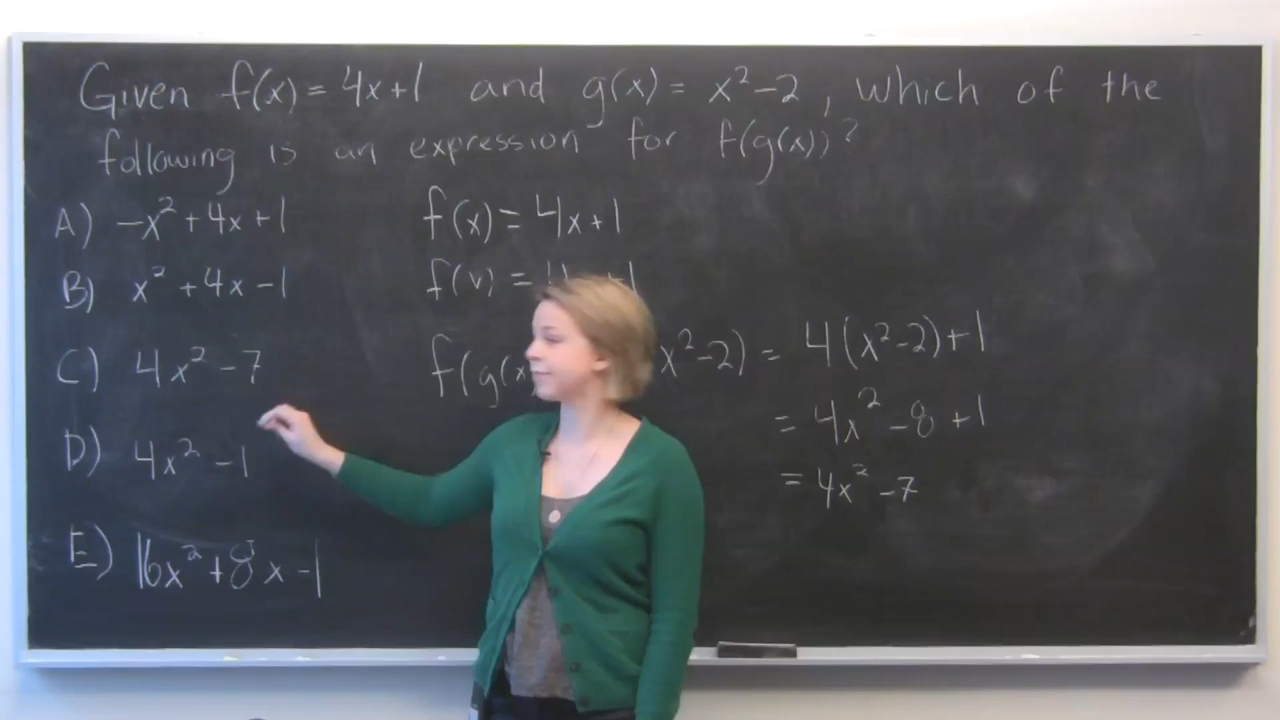 Given f(x) = 4x+1 and g(x) = x²-2, which of the
following is an expression for f(g(x))?
A) -x²+4x+1
B) x²+4x-1
C) 4x²-7
D) 4x²-1
E) 16x²+8x-1
f(x) = 4x+1
f(v) = +1
f(g(x x²-2) = 4(x²-2)+1
= 4x²-8+1
= 4x²-7